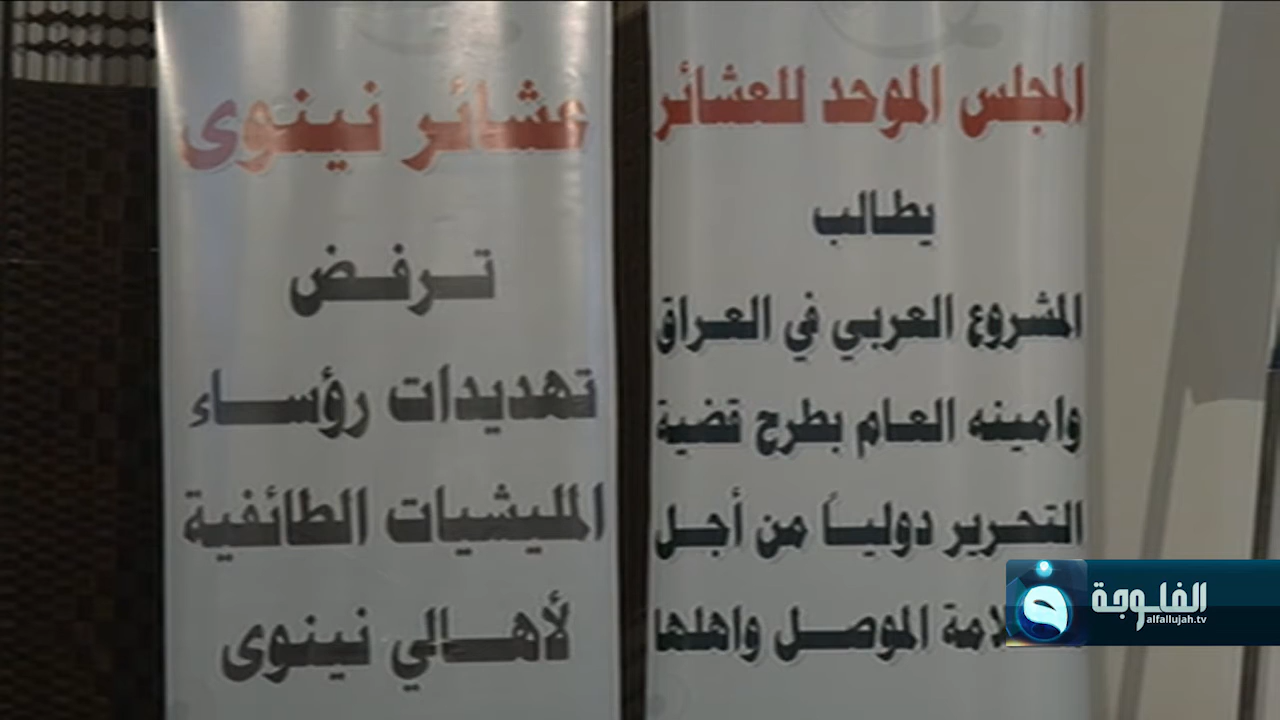 المجلس الموحد للعشائر
يطالب
المشروع العربي في العراق
وامينه العام بطرح قضية
التحرير دولياً من أجل
الموصل واهلها
عشائر نينوى
ترفض
تهديدات رؤساء
المليشيات الطائفية
لأهالي نينوى
الفلوجة
alfallujah.tv